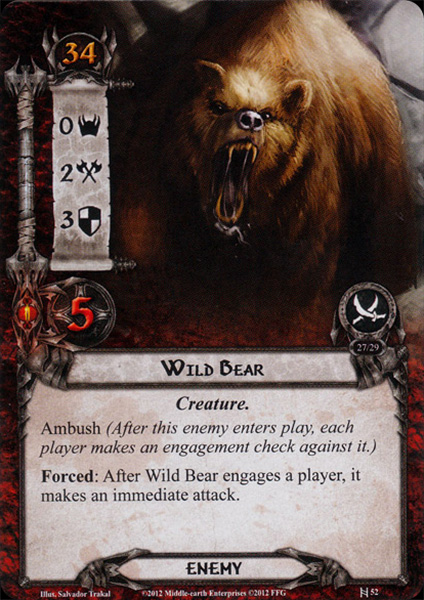 34
0
2
3
5
27/29
Wild Bear
Creature.
Ambush (After this enemy enters play, each
player makes an engagement check against it.)
Forced: After Wild Bear engages a player, it
makes an immediate attack.
ENEMY
Illus. Salvador Trakal
©2012 Middle-earth Enterprises ©2012 FFG
52